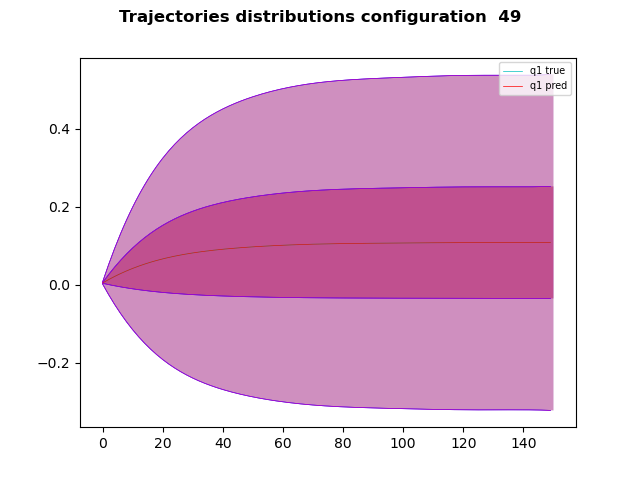 Trajectories distributions configuration  49
q1 true
q1 pred
0.4
0.2
0.0
−0.2
0 20 40 60 80 100 120 140